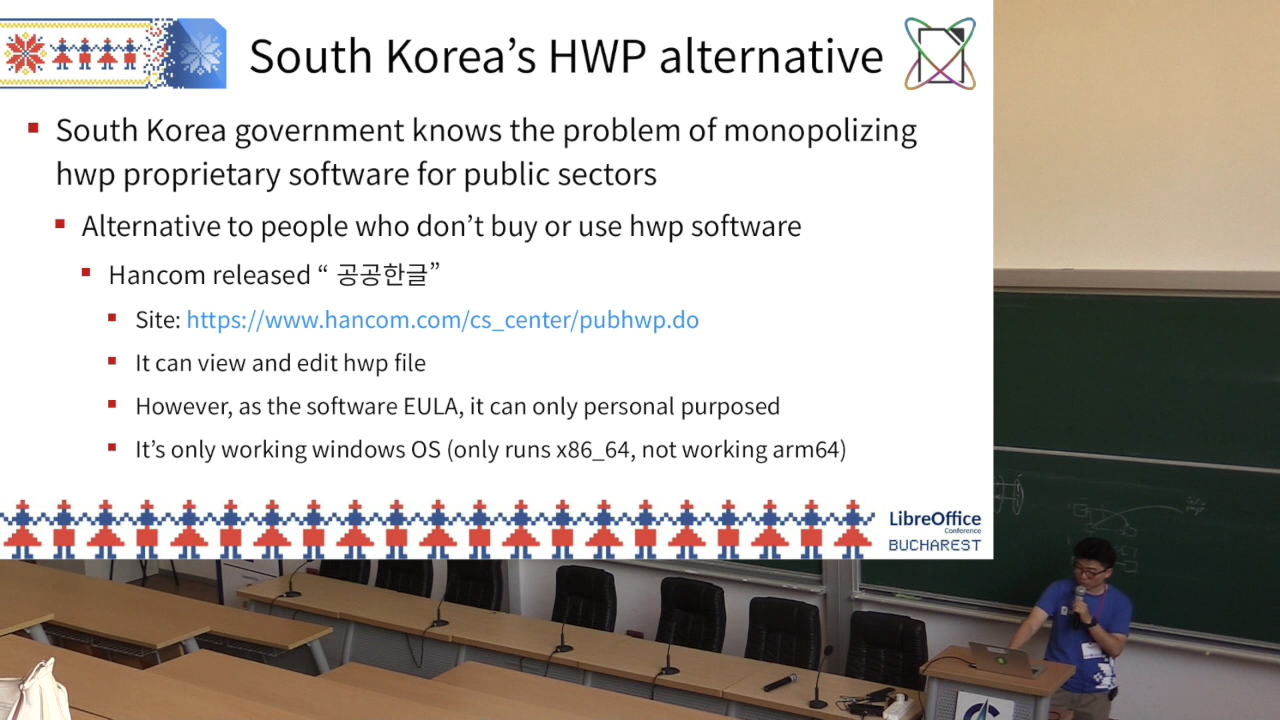 South Korea's HWP alternative
South Korea government knows the problem of monopolizing
hwp proprietary software for public sectors
Alternative to people who don't buy or use hwp software
Hancom released “ 공공한글”
Site: https://www.hancom.com/cs_center/pubhwp.do
It can view and edit hwp file
However, as the software EULA, it can only personal purposed
It's only working windows OS (only runs x86_64, not working arm64)
LibreOffice
Conference
BUCHAREST